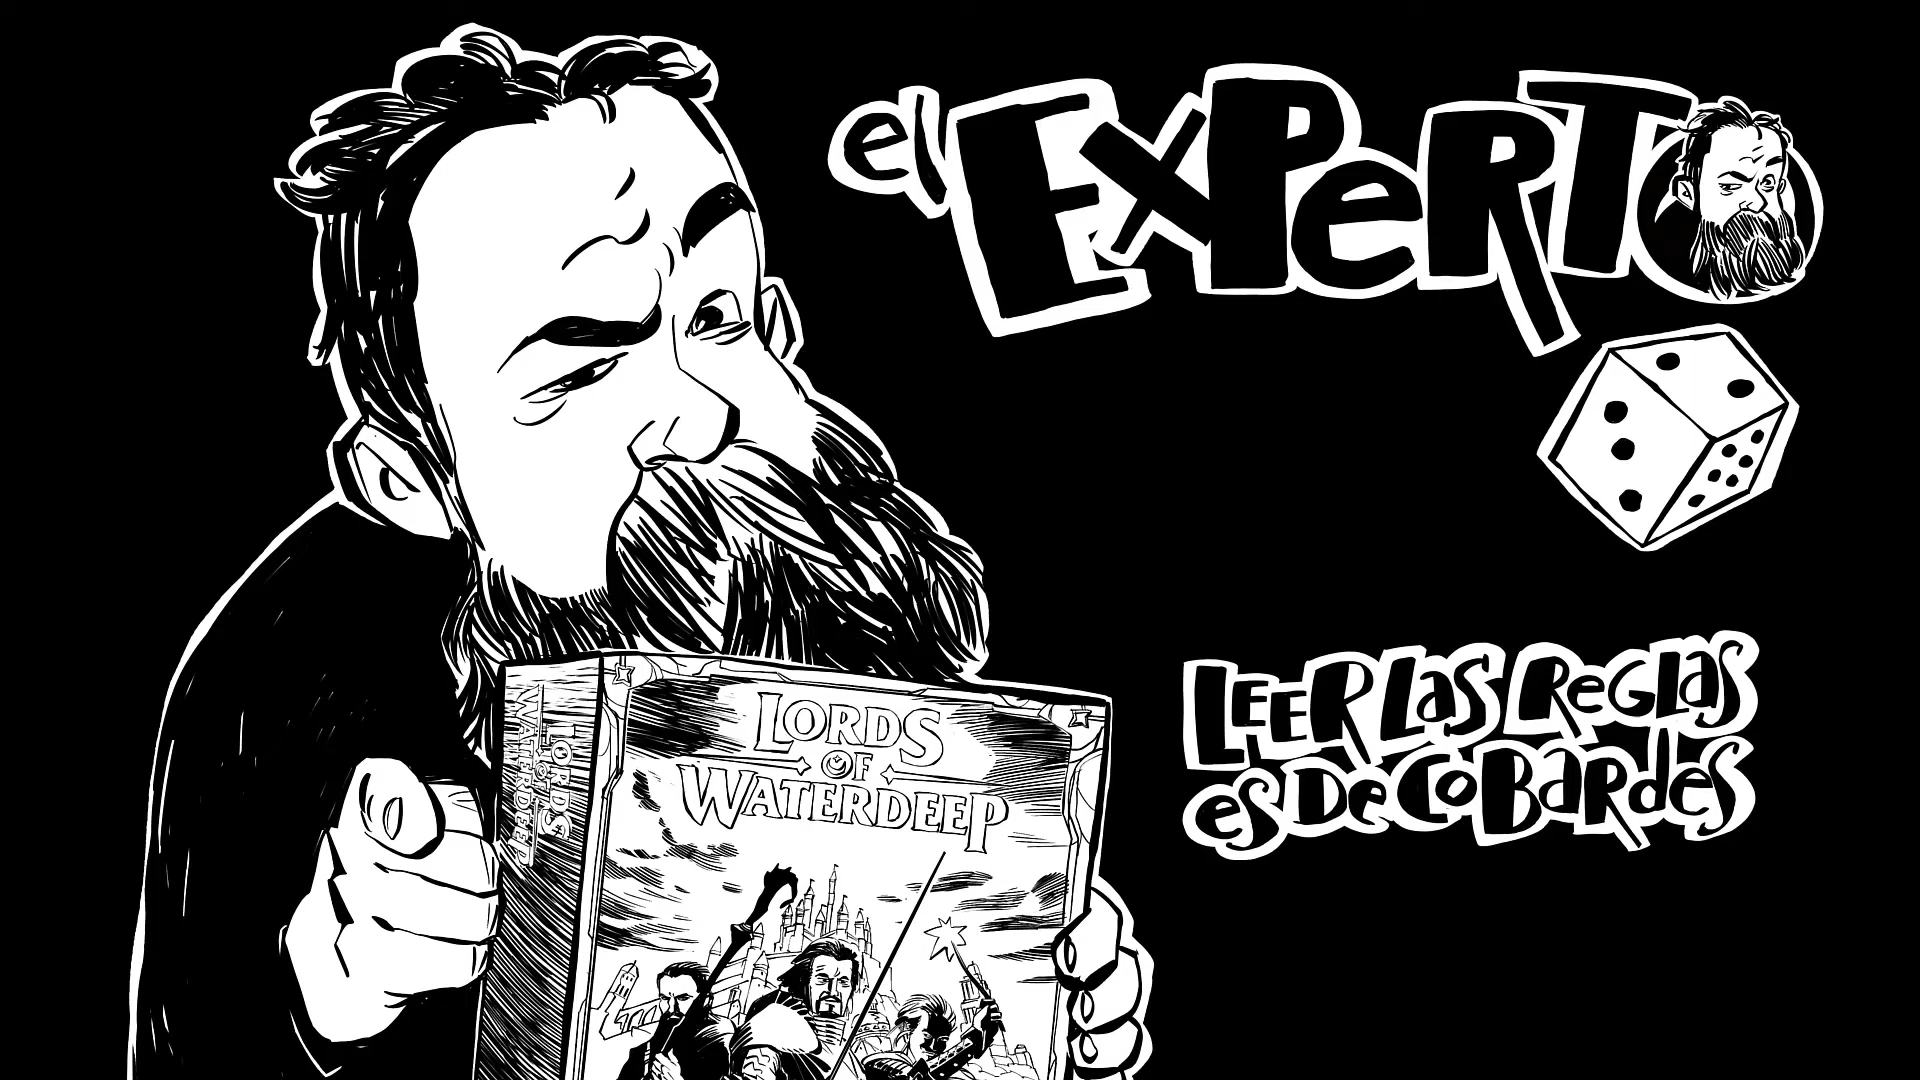 el EXPERTO
LEER LAS REGLAS
ES DE COBARDES
LORDS
OF
WATERDEEP
LORDS
OF
WATERDEEP